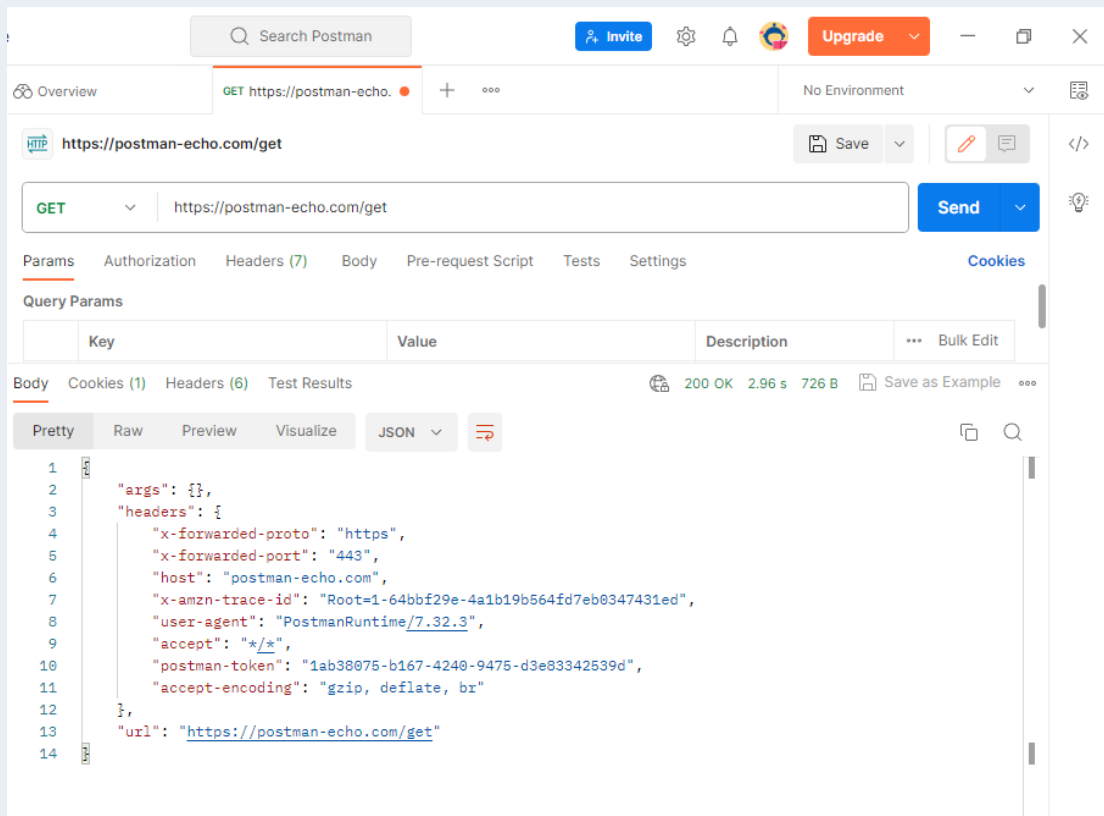 e
Search Postman
Invite
Upgrade
Overview
GET https://postman-echo.
No Environment
HTTP https://postman-echo.com/get
Save
GET https://postman-echo.com/get
Send
Params Authorization Headers (7) Body Pre-request Script Tests Settings Cookies
Query Params
Key Value Description ••• Bulk Edit
Body Cookies (1) Headers (6) Test Results 200 OK 2.96 s 726 B Save as Example
Pretty Raw Preview Visualize JSON
1 {
2 "args": {},
3 "headers": {
4 "x-forwarded-proto": "https",
5 "x-forwarded-port": "443",
6 "host": "postman-echo.com",
7 "x-amzn-trace-id": "Root=1-64bbf29e-4a1b19b564fd7eb0347431ed",
8 "user-agent": "PostmanRuntime/7.32.3",
9 "accept": "*/*",
10 "postman-token": "1ab38075-b167-4240-9475-d3e83342539d",
11 "accept-encoding": "gzip, deflate, br"
12 },
13 "url": "https://postman-echo.com/get"
14 }